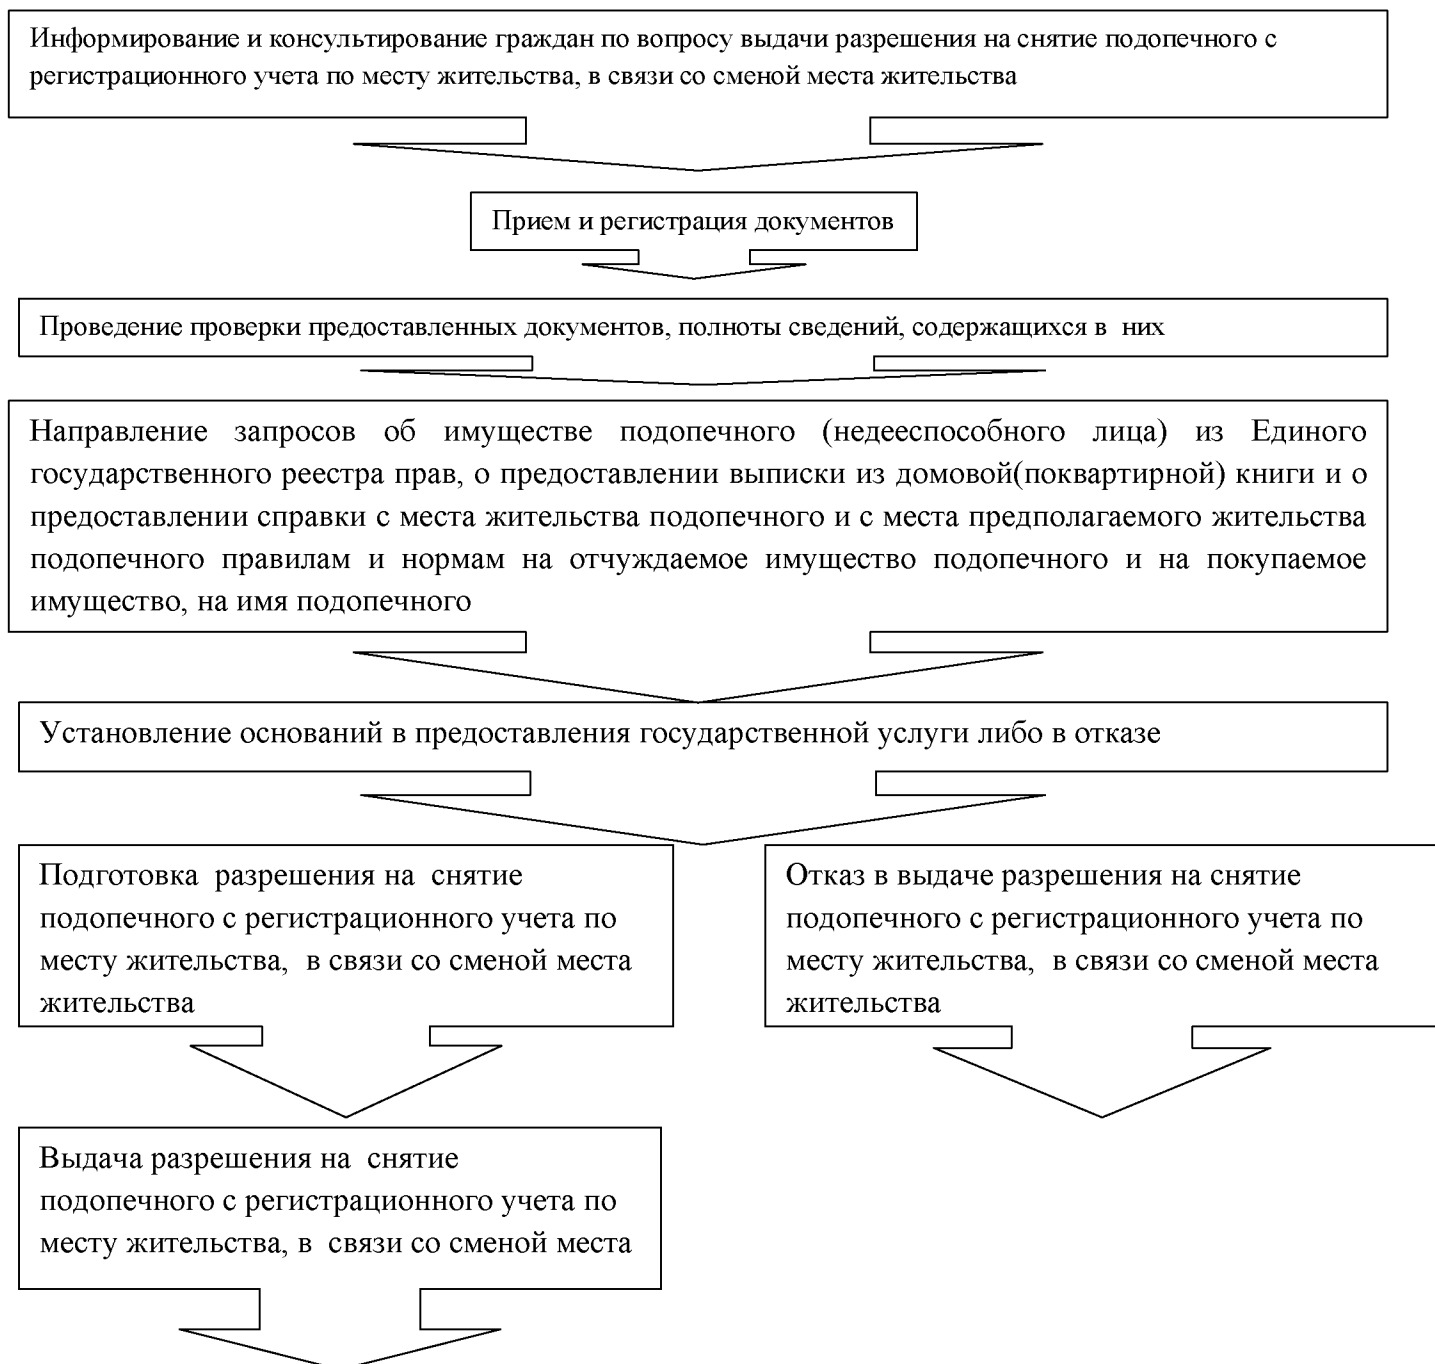 Информирование и консультирование граждан по вопросу выдачи разрешения на снятие подопечного с
регистрационного учета по месту жительства, в связи со сменой места жительства
Прием и регистрация документов
Проведение проверки предоставленных документов, полноты сведений, содержащихся в них
Направление запросов об имуществе подопечного (недееспособного лица) из Единого
государственного реестра прав, о предоставлении выписки из домовой(поквартирной) книги и о
предоставлении справки с места жительства подопечного и с места предполагаемого жительства
подопечного правилам и нормам на отчуждаемое имущество подопечного и на покупаемое
имущество, на имя подопечного
Установление оснований в предоставления государственной услуги либо в отказе
Подготовка разрешения на снятие
подопечного с регистрационного учета по
месту жительства, в связи со сменой места
жительства
Отказ в выдаче разрешения на снятие
подопечного с регистрационного учета по
месту жительства, в связи со сменой места
жительства
Выдача разрешения на снятие
подопечного с регистрационного учета по
месту жительства, в связи со сменой места